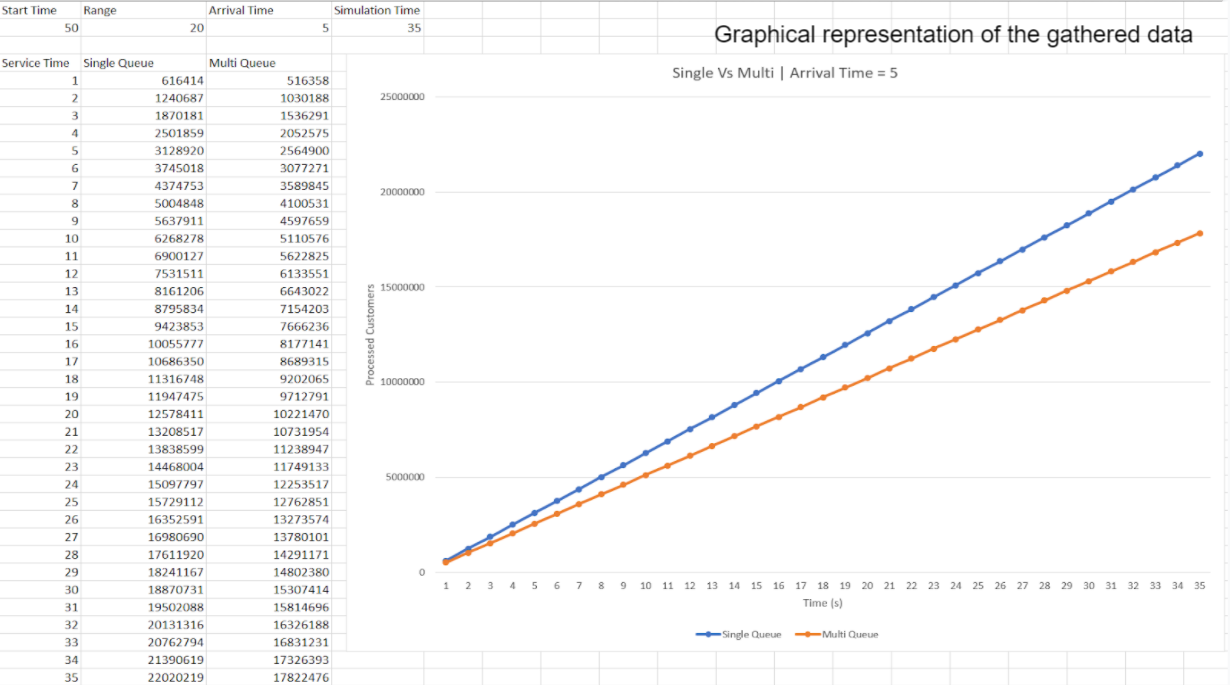 Start Time Range Arrival Time Simulation Time
50 20 5 35
Graphical representation of the gathered data
Service Time Single Queue Multi Queue
1 616414 516358
2 1240687 1030188
3 1870181 1536291
4 2501859 2052575
5 3128920 2564900
6 3745018 3077271
7 4374753 3589845
8 5004848 4100531
9 5637911 4597659
10 6268278 5110576
11 6900127 5622825
12 7531511 6133551
13 8161206 6643022
14 8795834 7154203
15 9423853 7666236
16 10055777 8177141
17 10686350 8689315
18 11316748 9202065
19 11947475 9712791
20 12578411 10221470
21 13208517 10731954
22 13838599 11238947
23 14468004 11749133
24 15097797 12253517
25 15729112 12762851
26 16352591 13273574
27 16980690 13780101
28 17611920 14291171
29 18241167 14802380
30 18870731 15307414
31 19502088 15814696
32 20131316 16326188
33 20762794 16831231
34 21390619 17326393
35 22020219 17822476
Single Vs Multi | Arrival Time = 5
25000000
20000000
15000000
10000000
5000000
0
Processed Customers
1 2 3 4 5 6 7 8 9 10 11 12 13 14 15 16 17 18 19 20 21 22 23 24 25 26 27 28 29 30 31 32 33 34 35
Time (s)
Single Queue Multi Queue